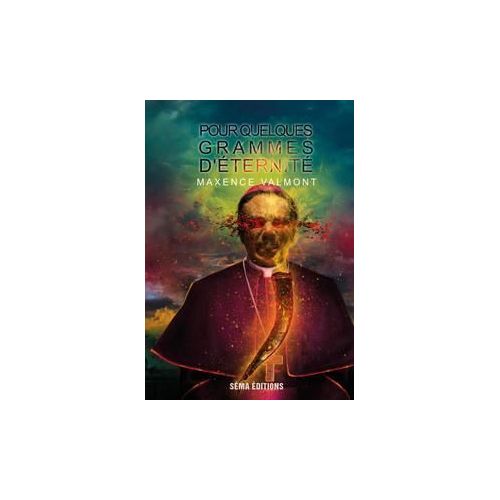 POUR QUELQUES
GRAMMES
D'ÉTERNITÉ
MAXENCE VALMONT
SÉMA ÉDITIONS